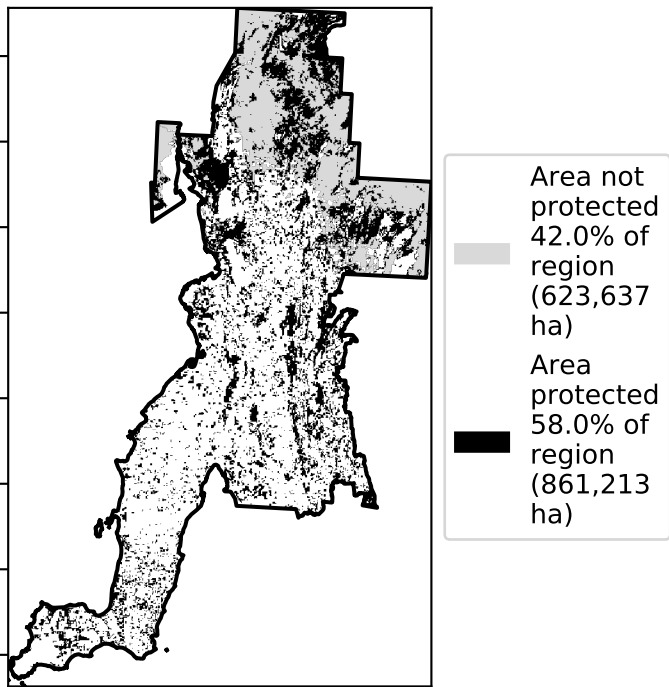 Area not
protected
42.0% of
region
(623,637
ha)
Area
protected
58.0% of
region
(861,213
ha)